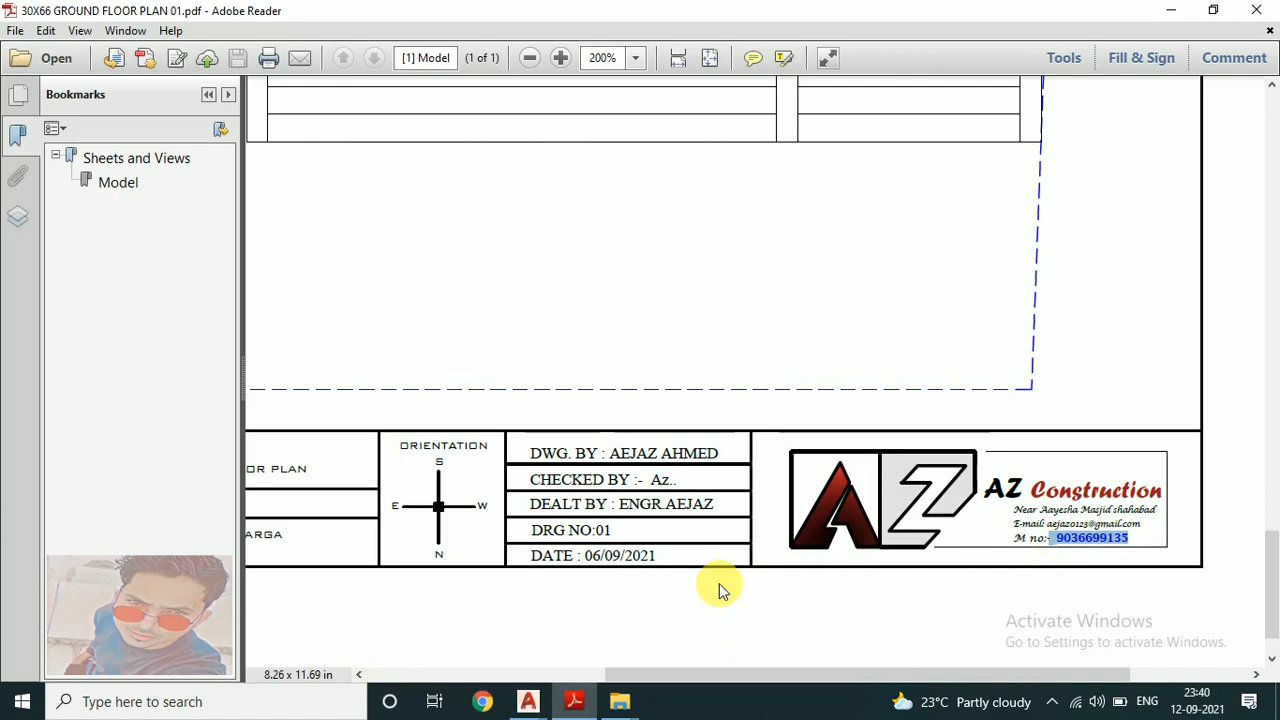 30X66 GROUND FLOOR PLAN 01.pdf - Adobe Reader
File Edit View Window Help
Open [1] Model (1 of 1) 200% Tools Fill & Sign Comment
Bookmarks
Sheets and Views
Model
OR PLAN
ARGA
ORIENTATION
S
E W
N
DWG. BY : AEJAZ AHMED
CHECKED BY :- Az..
DEALT BY : ENGR.AEJAZ
DRG NO:01
DATE : 06/09/2021
AZ
AZ Construction
Near Aayesha Masjid shahabad
E-mail: aejaz0123@gmail.com
M no:- 9036699135
Activate Windows
Go to Settings to activate Windows.
8.26 x 11.69 in
Type here to search
23°C Partly cloudy
ENG
23:40
12-09-2021